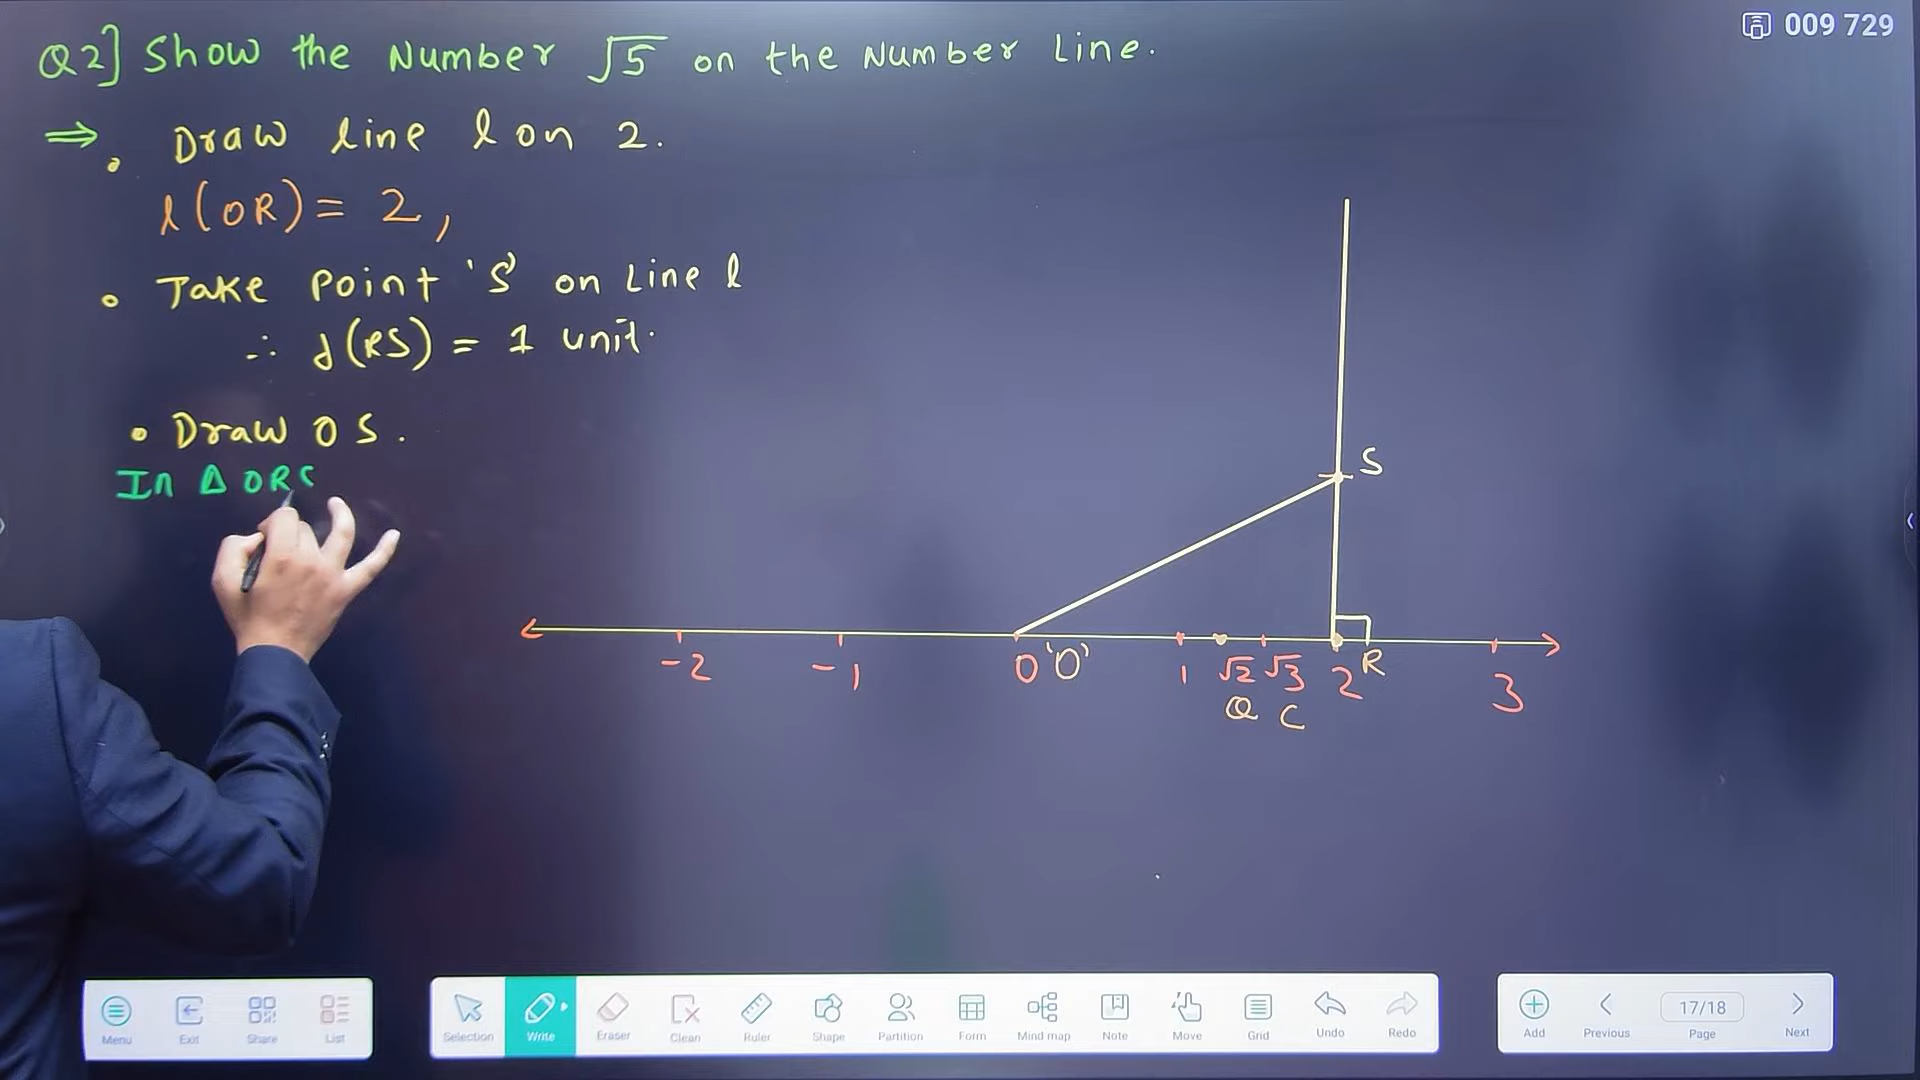 009 729
Q2] Show the Number √5 on the Number Line.
⇒ • Draw line l on 2.
l(OR) = 2,
• Take Point 'S' on Line l
∴ d(RS) = 1 unit.
• Draw OS.
In Δ ORS
S
-2 -1 0 'O' 1 √2 √3 2 R 3
Q C
Menu Exit Share List Selection Write Eraser Clean Ruler Shape Partition Form Mind map Note Move Grid Undo Redo Add Previous 17/18 Page Next